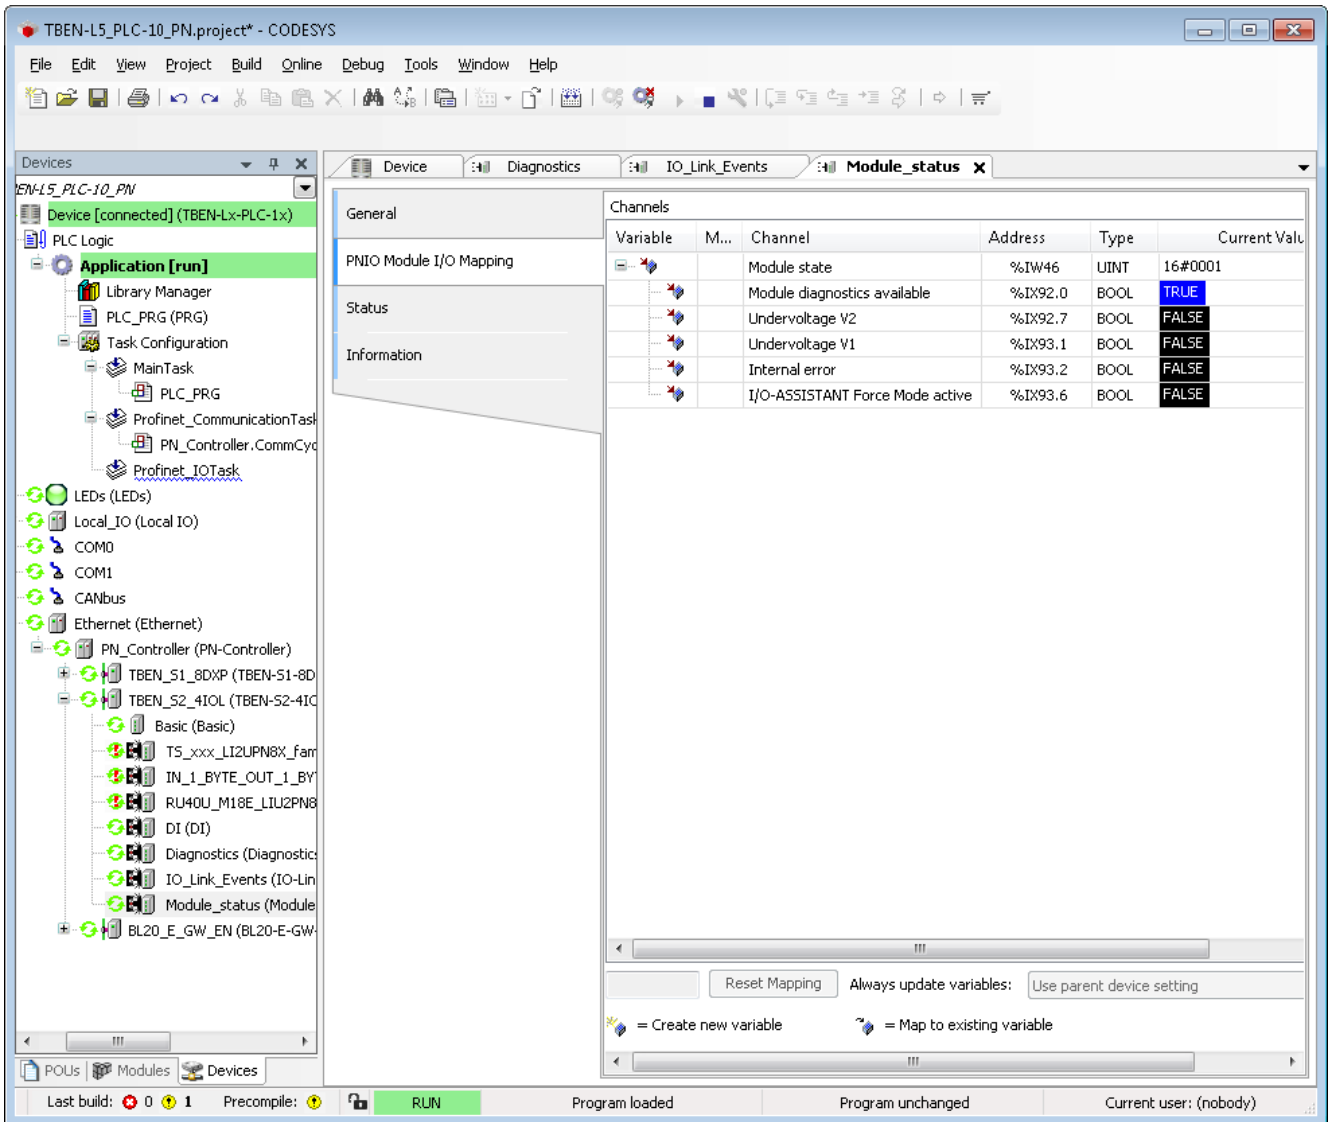 TBEN-L5_PLC-10_PN.project* - CODESYS
File Edit View Project Build Online Debug Tools Window Help
Devices
EN-L5_PLC-10_PN
Device [connected] (TBEN-Lx-PLC-1x)
PLC Logic
Application [run]
Library Manager
PLC_PRG (PRG)
Task Configuration
MainTask
PLC_PRG
Profinet_CommunicationTask
PN_Controller.CommCyc
Profinet_IOTask
LEDs (LEDs)
Local_IO (Local IO)
COM0
COM1
CANbus
Ethernet (Ethernet)
PN_Controller (PN-Controller)
TBEN_S1_8DXP (TBEN-S1-8D
TBEN_S2_4IOL (TBEN-S2-4IO
Basic (Basic)
TS_xxx_LI2UPN8X_fam
IN_1_BYTE_OUT_1_BY
RU40U_M18E_LIU2PN8
DI (DI)
Diagnostics (Diagnostics
IO_Link_Events (IO-Lin
Module_status (Module
BL20_E_GW_EN (BL20-E-GW-
POUs Modules Devices
Device Diagnostics IO_Link_Events Module_status
General
PNIO Module I/O Mapping
Status
Information
Channels
Variable M... Channel Address Type Current Valu
Module state %IW46 UINT 16#0001
Module diagnostics available %IX92.0 BOOL TRUE
Undervoltage V2 %IX92.7 BOOL FALSE
Undervoltage V1 %IX93.1 BOOL FALSE
Internal error %IX93.2 BOOL FALSE
I/O-ASSISTANT Force Mode active %IX93.6 BOOL FALSE
Reset Mapping Always update variables: Use parent device setting
= Create new variable = Map to existing variable
Last build: 0 1 Precompile: RUN Program loaded Program unchanged Current user: (nobody)